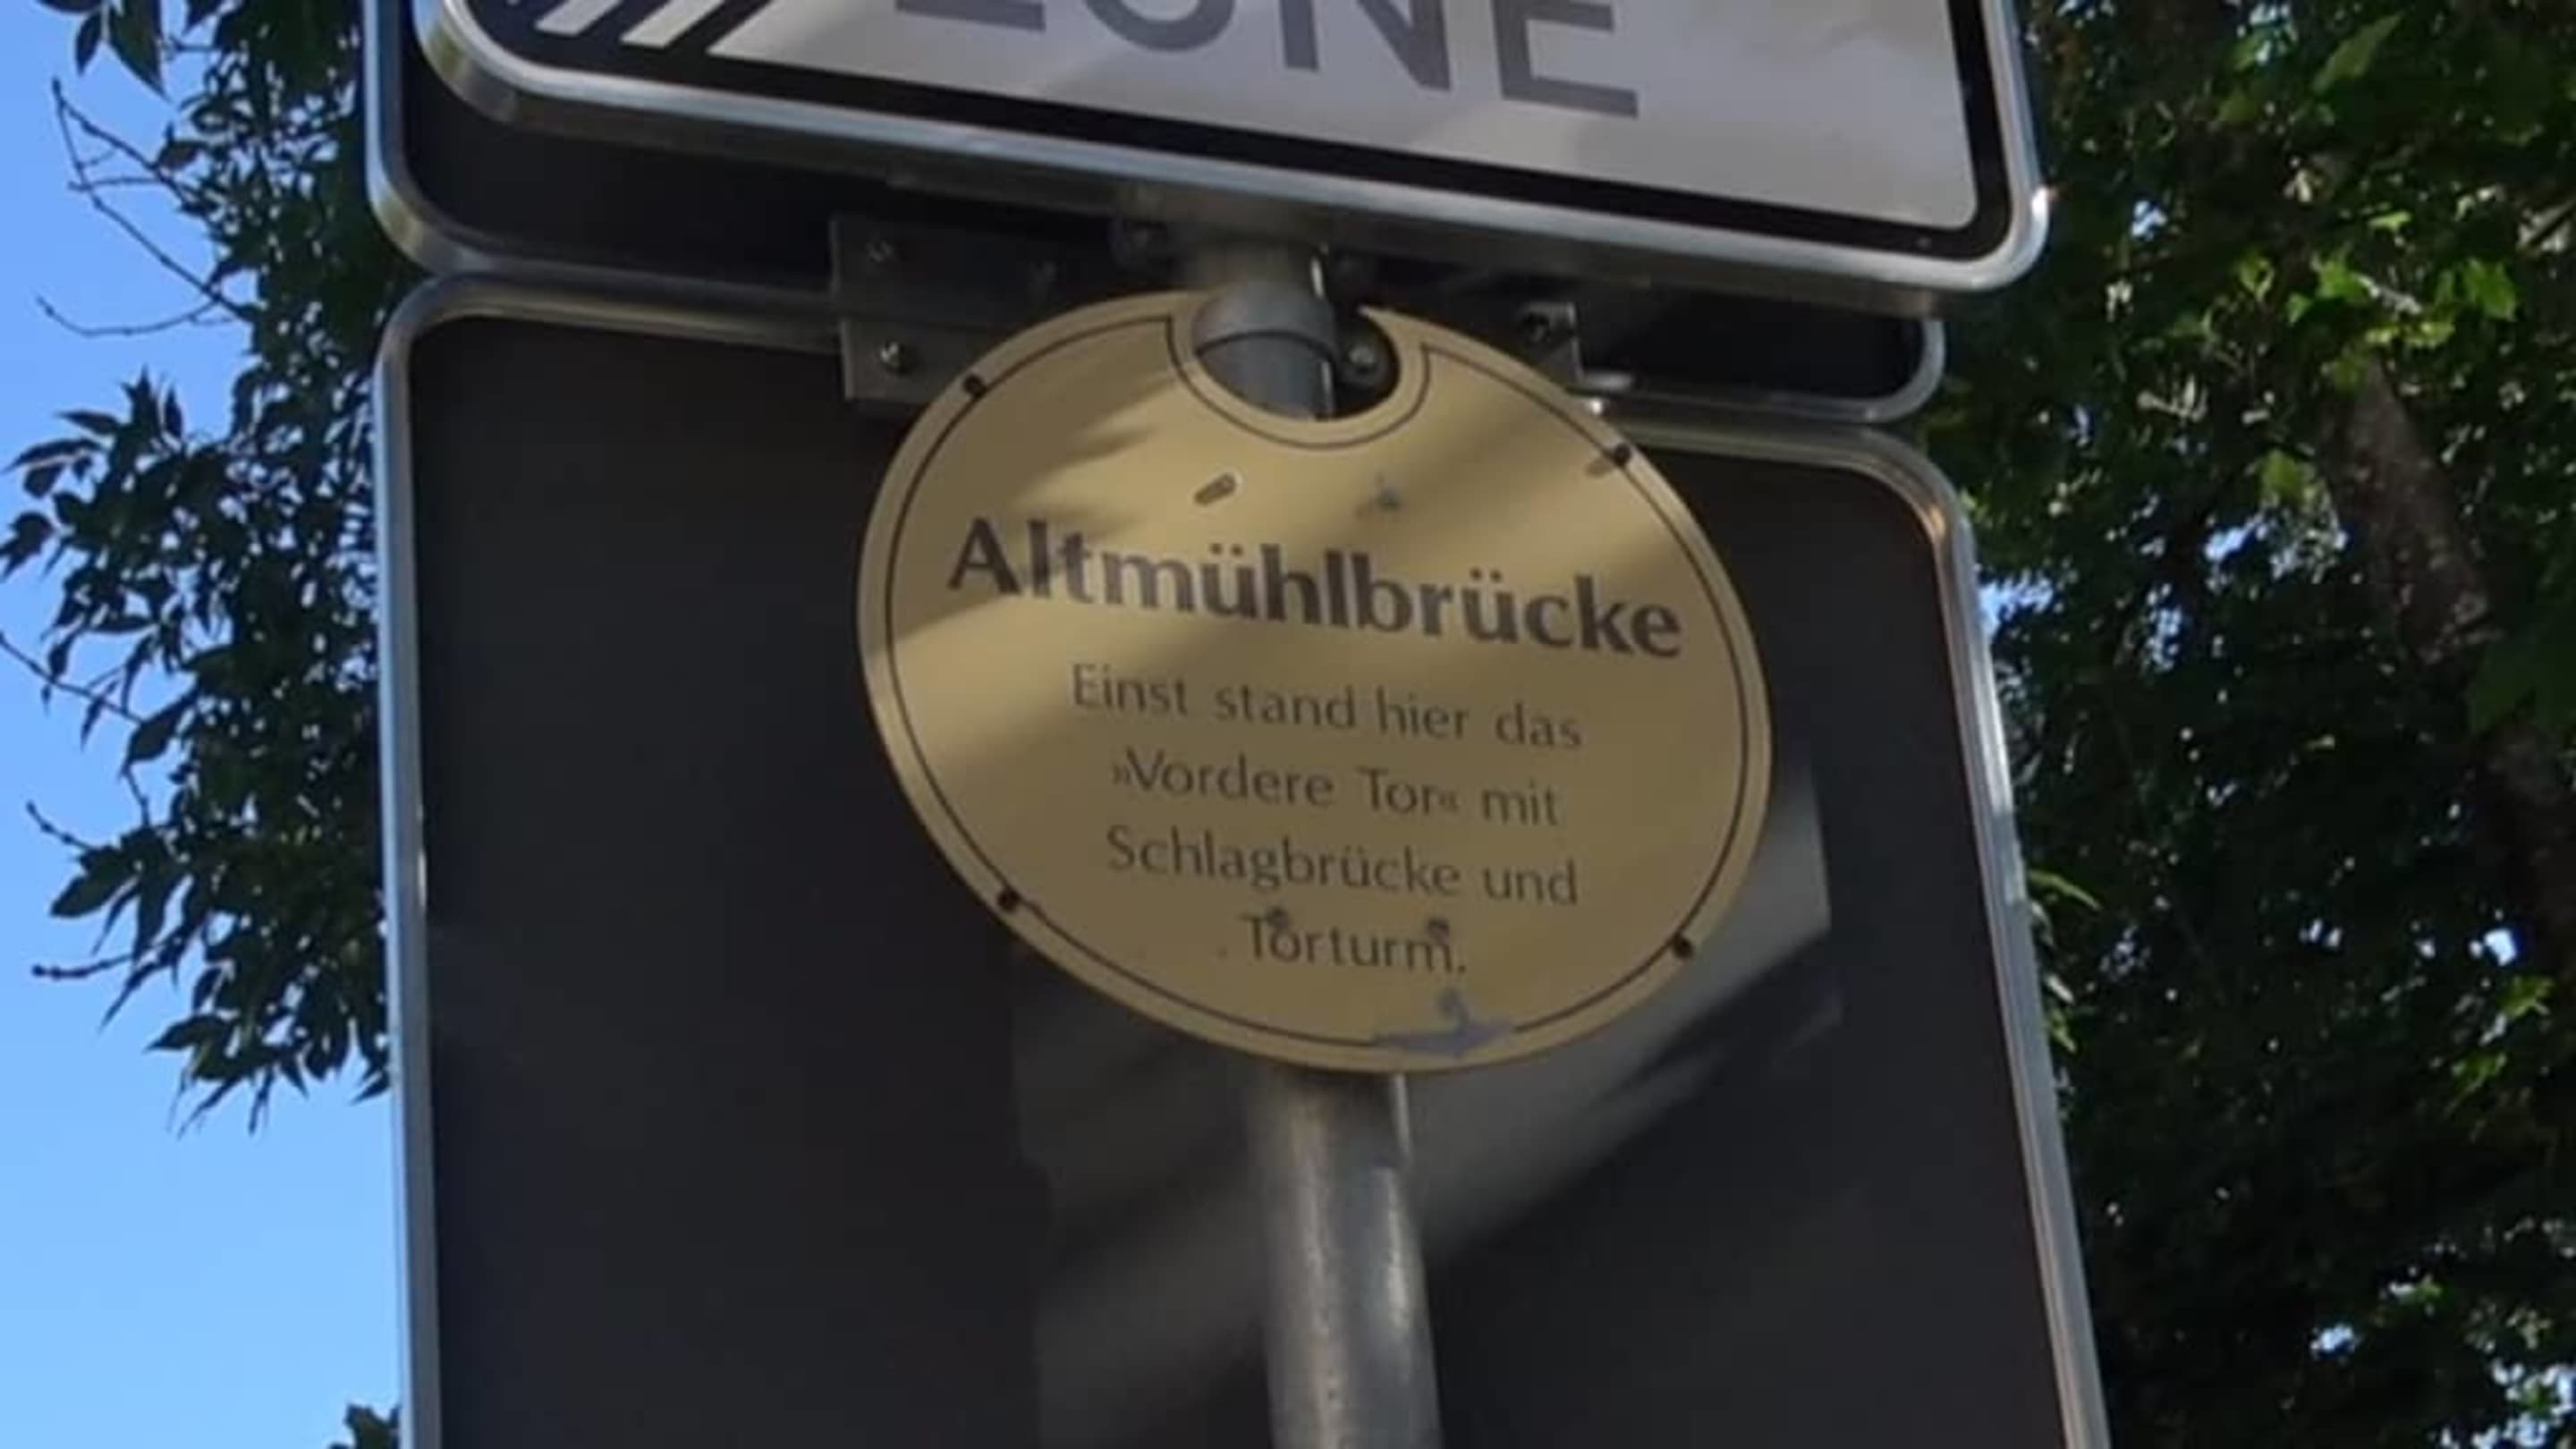 ZONE
Altmühlbrücke
Einst stand hier das
»Vordere Tor« mit
Schlagbrücke und
Torturm.